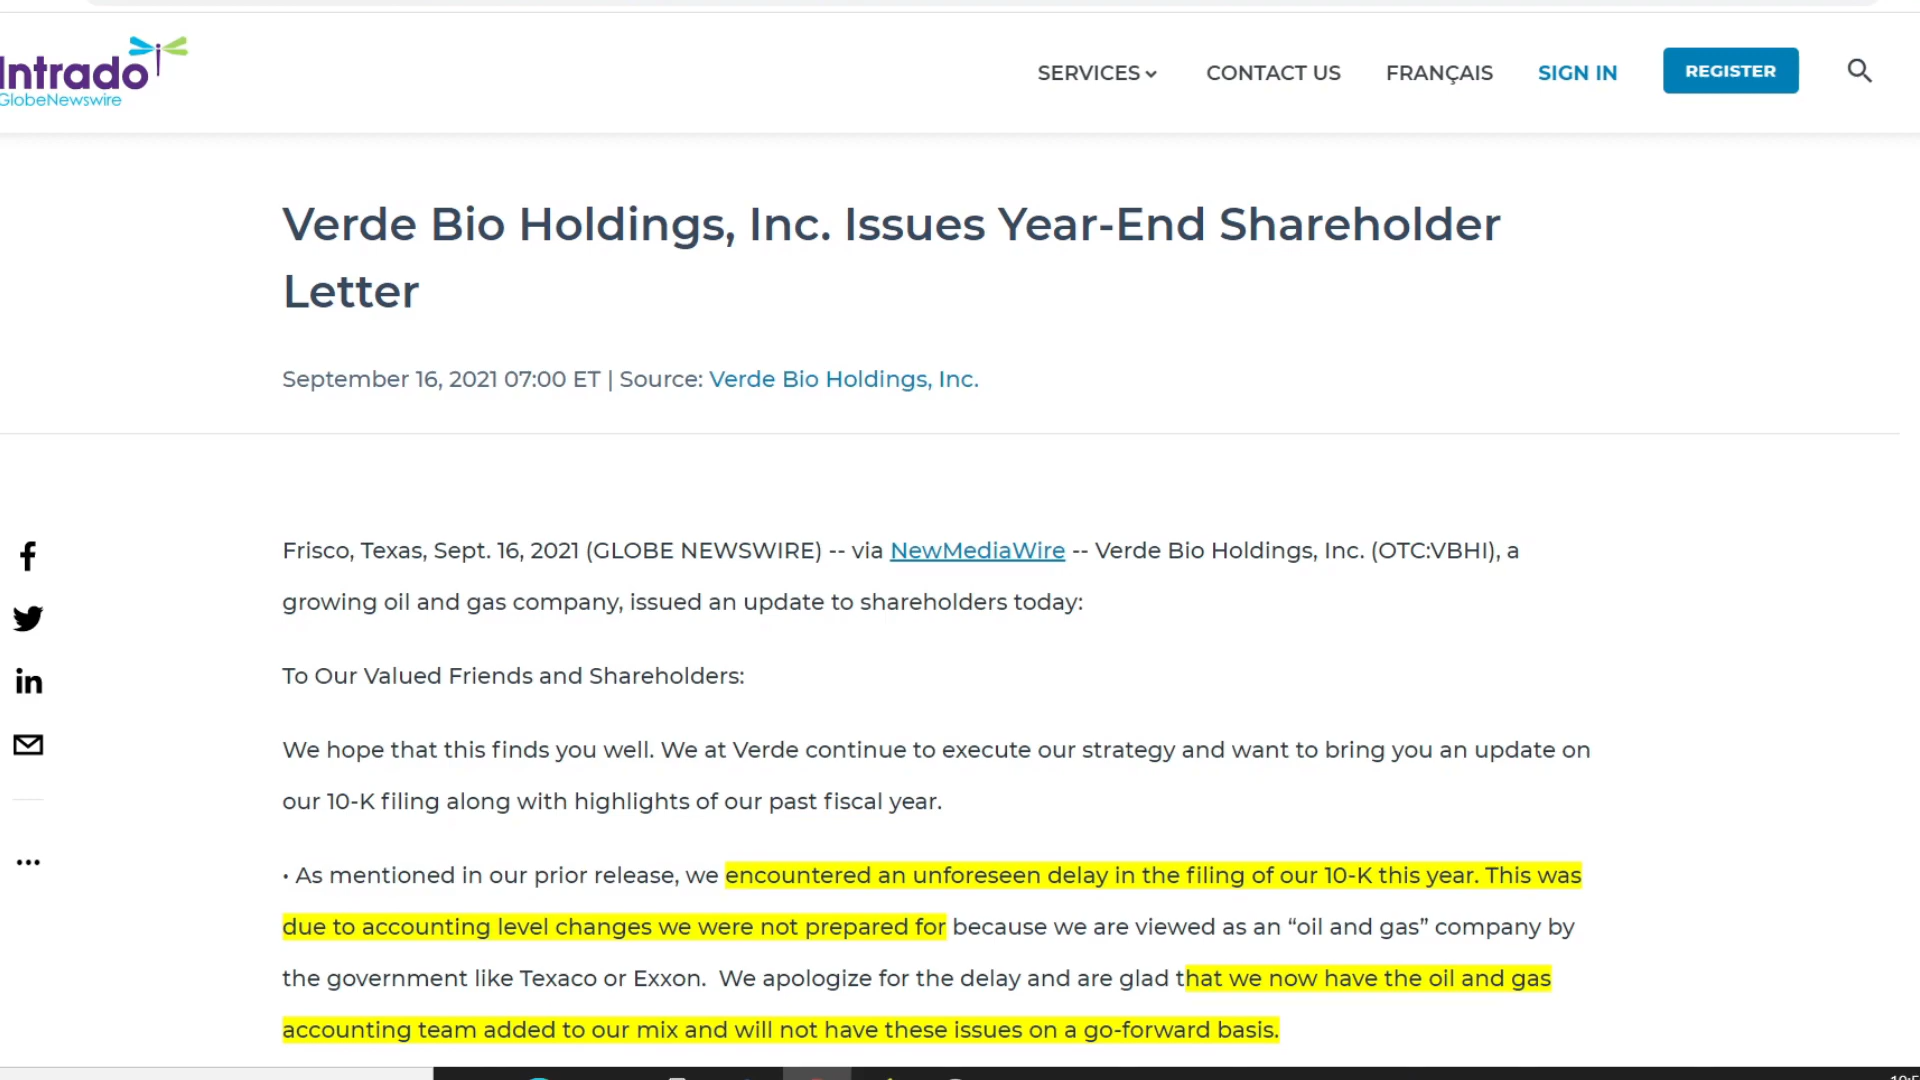 Intrado
GlobeNewswire
SERVICES
CONTACT US
FRANÇAIS
SIGN IN
REGISTER
Verde Bio Holdings, Inc. Issues Year-End Shareholder
Letter
September 16, 2021 07:00 ET | Source: Verde Bio Holdings, Inc.
Frisco, Texas, Sept. 16, 2021 (GLOBE NEWSWIRE) -- via NewMediaWire -- Verde Bio Holdings, Inc. (OTC:VBHI), a
growing oil and gas company, issued an update to shareholders today:
To Our Valued Friends and Shareholders:
We hope that this finds you well. We at Verde continue to execute our strategy and want to bring you an update on
our 10-K filing along with highlights of our past fiscal year.
• As mentioned in our prior release, we encountered an unforeseen delay in the filing of our 10-K this year. This was
due to accounting level changes we were not prepared for because we are viewed as an “oil and gas” company by
the government like Texaco or Exxon.  We apologize for the delay and are glad that we now have the oil and gas
accounting team added to our mix and will not have these issues on a go-forward basis.